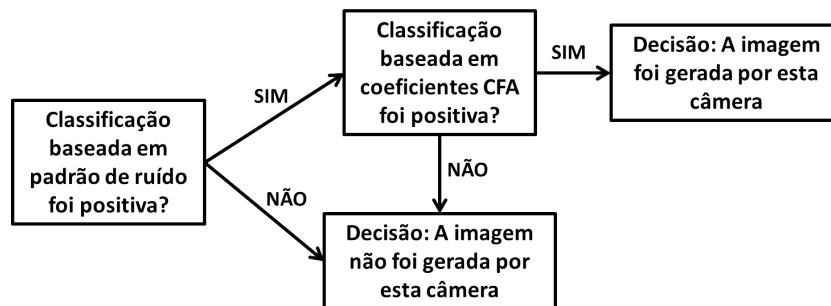 Classificação
baseada em
padrão de ruído
foi positiva?
SIM
NÃO
Classificação
baseada em
coeficientes CFA
foi positiva?
SIM
NÃO
Decisão: A imagem
foi gerada por esta
câmera
Decisão: A imagem
não foi gerada por
esta câmera